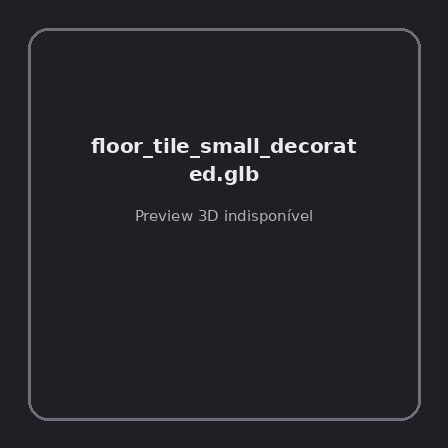 floor_tile_small_decorat
ed.glb
Preview 3D indisponível